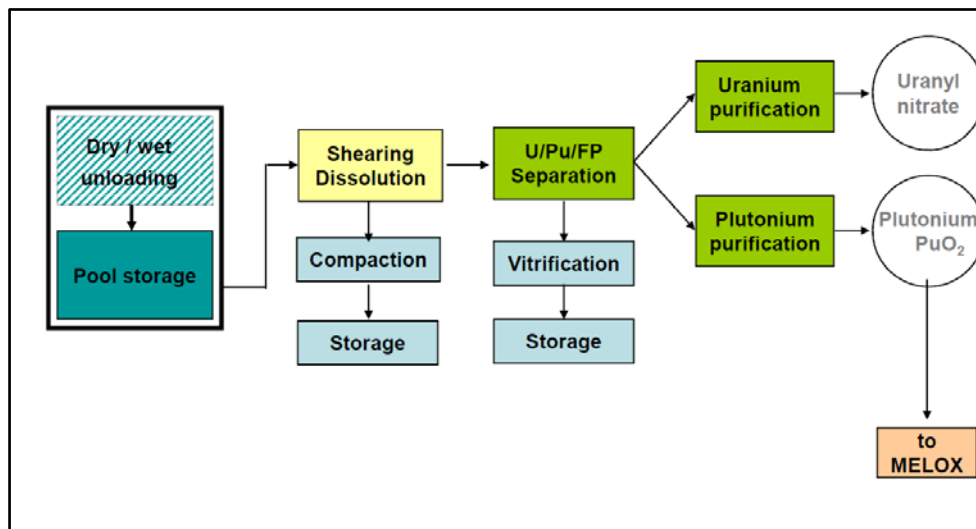 Dry / wet
unloading
Pool storage
Shearing
Dissolution
Compaction
Storage
U/Pu/FP
Separation
Vitrification
Storage
Uranium
purification
Uranyl
nitrate
Plutonium
purification
Plutonium
PuO₂
to
MELOX